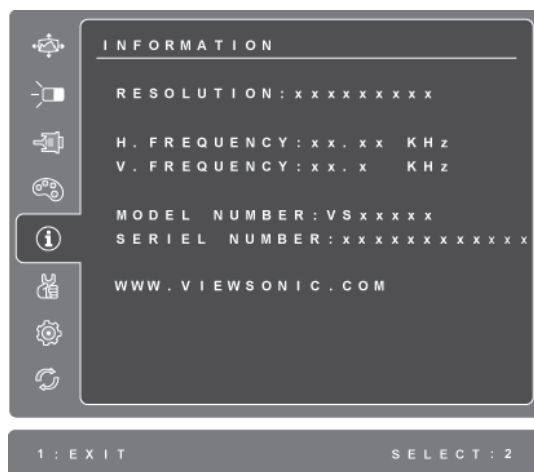 INFORMATION
RESOLUTION:xxxxxxxxx
H. FREQUENCY:xx.xx KHz
V. FREQUENCY:xx.x KHz
MODEL NUMBER:VSxxxxx
SERIEL NUMBER:xxxxxxxxxxxx
WWW.VIEWSONIC.COM
1:EXIT SELECT:2